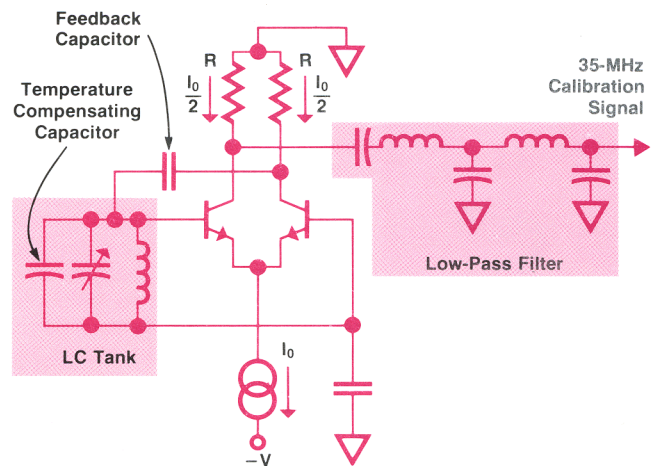 Feedback
Capacitor
Temperature
Compensating
Capacitor
R
I0
2
R
I0
2
35-MHz
Calibration
Signal
Low-Pass Filter
LC Tank
I0
−V